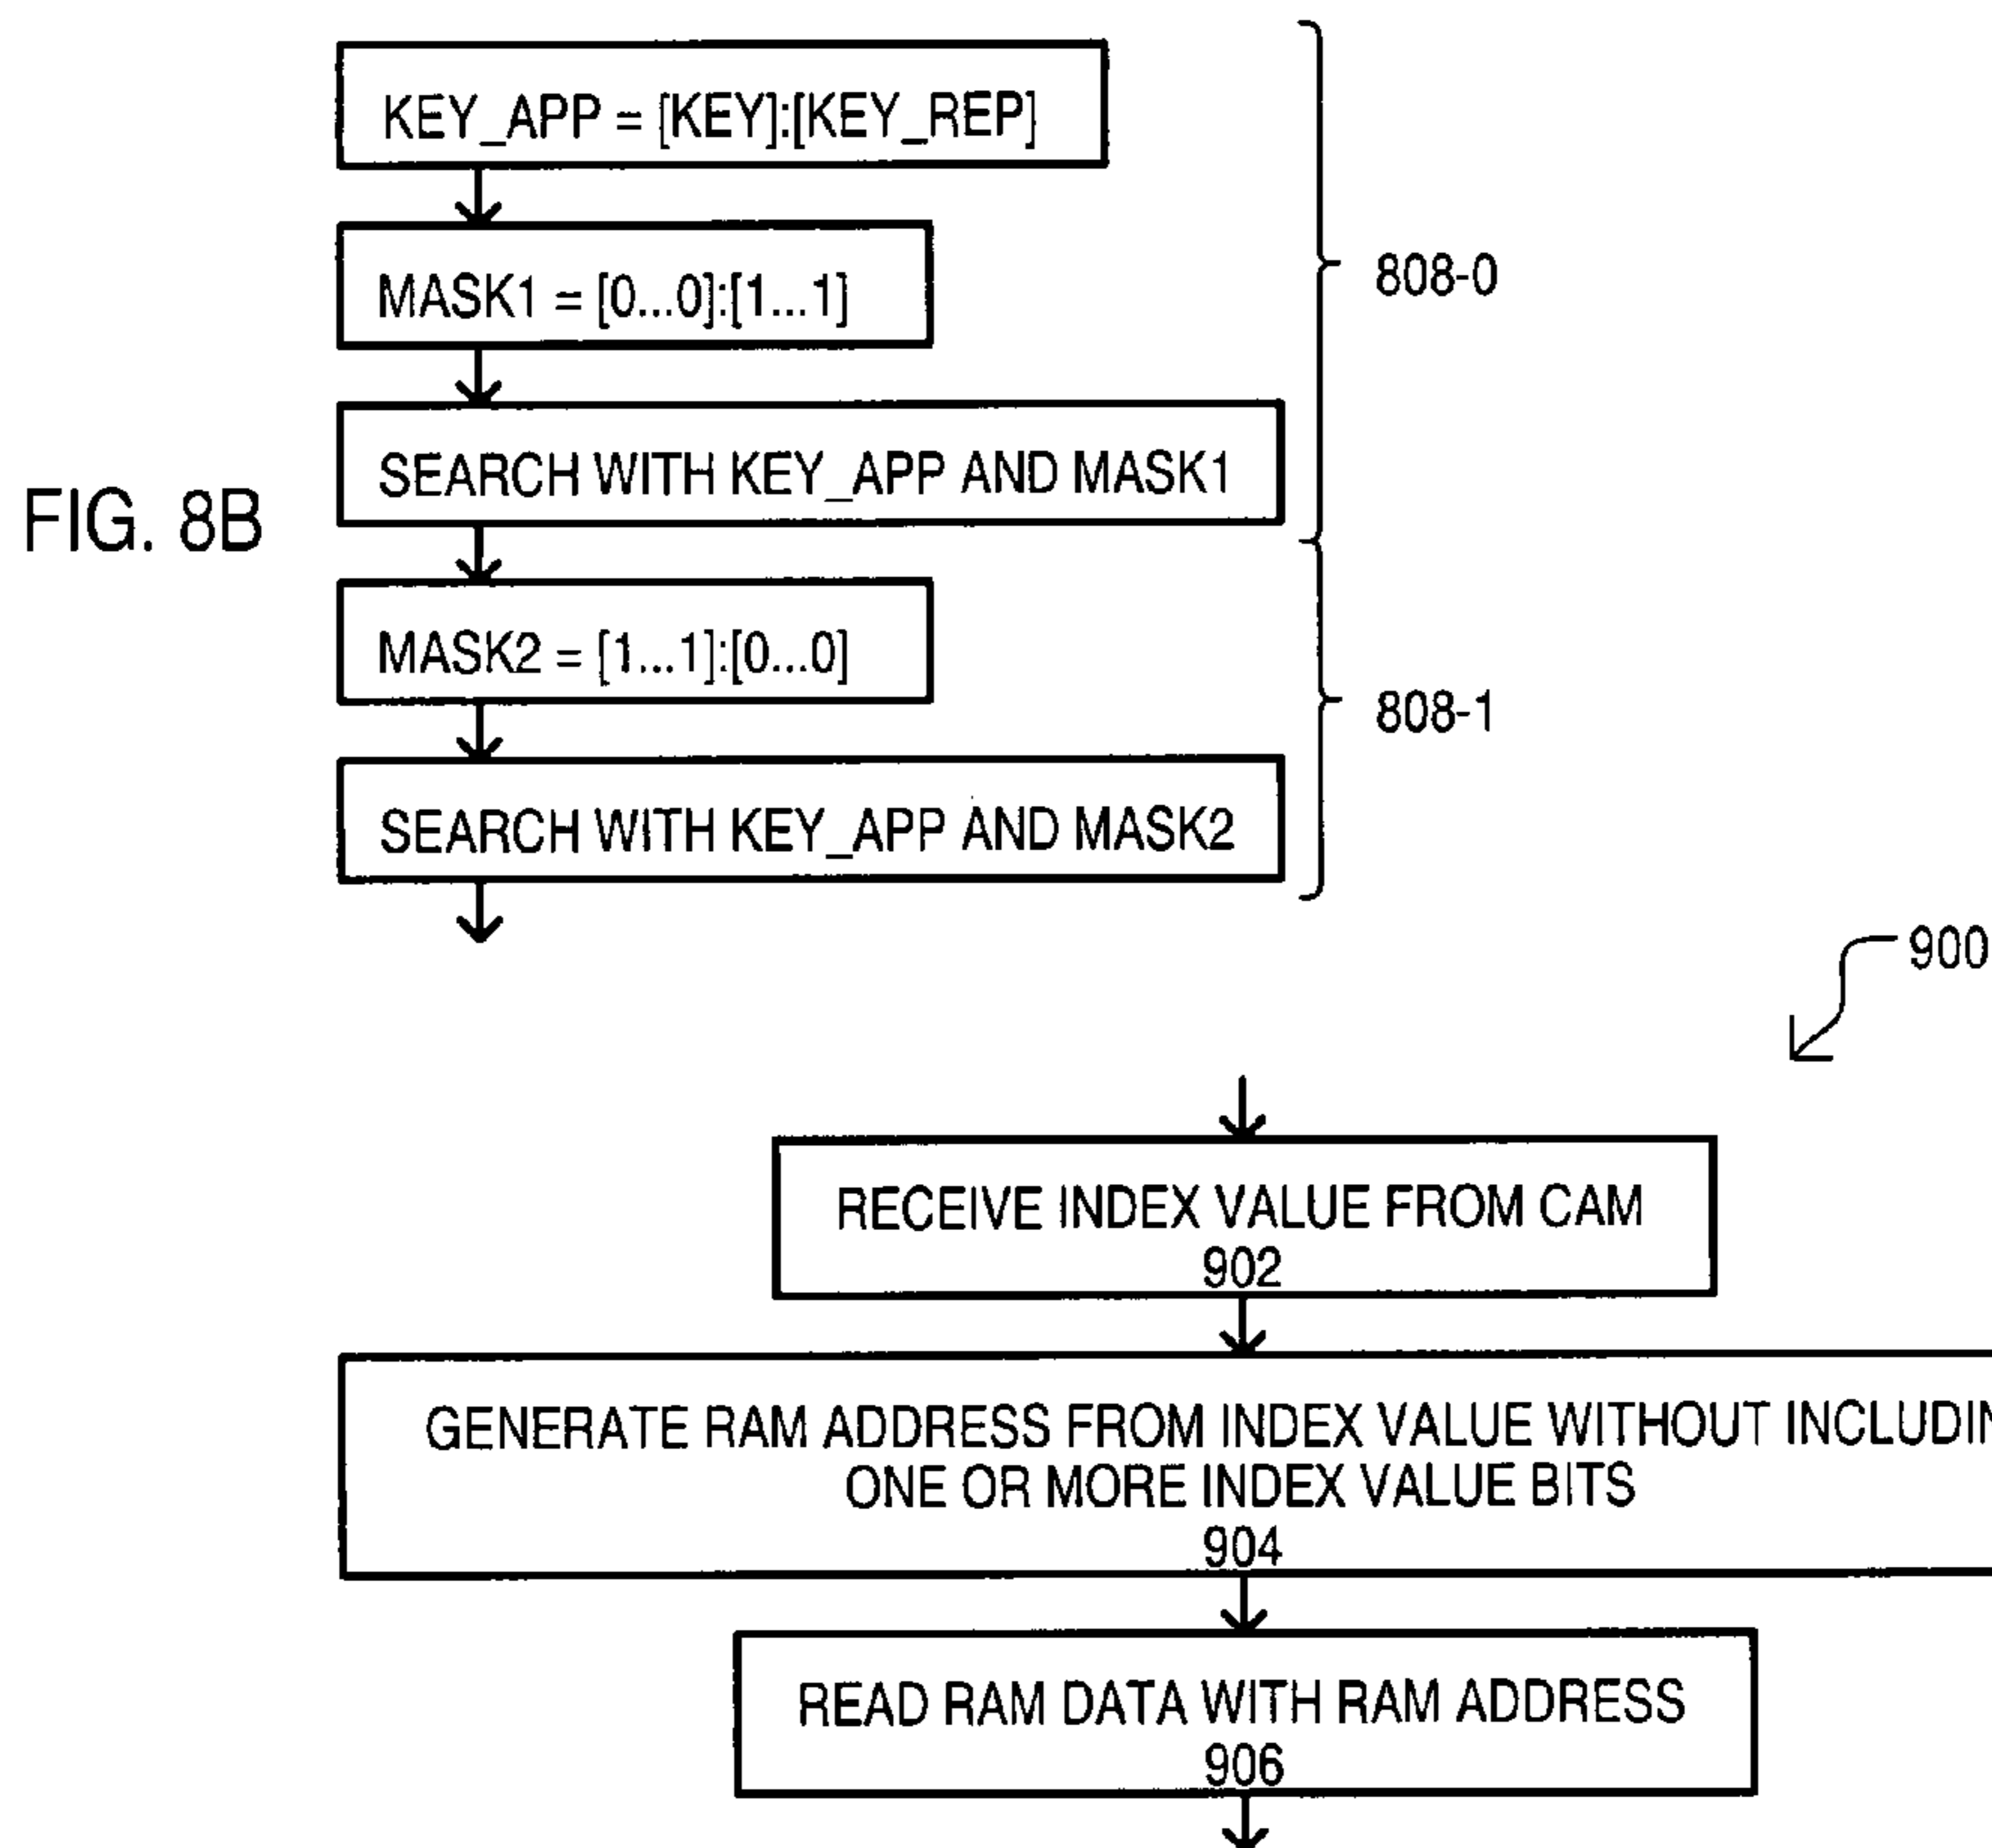 KEY_APP = [KEY]:[KEY_REP]
MASK1 = [0...0]:[1...1]
808-0
SEARCH WITH KEY_APP AND MASK1
FIG. 8B
MASK2 = [1...1]:[0...0]
808-1
SEARCH WITH KEY_APP AND MASK2
900
RECEIVE INDEX VALUE FROM CAM
902
GENERATE RAM ADDRESS FROM INDEX VALUE WITHOUT
ONE OR MORE INDEX VALUE BITS
904
READ RAM DATA WITH RAM ADDRESS
906